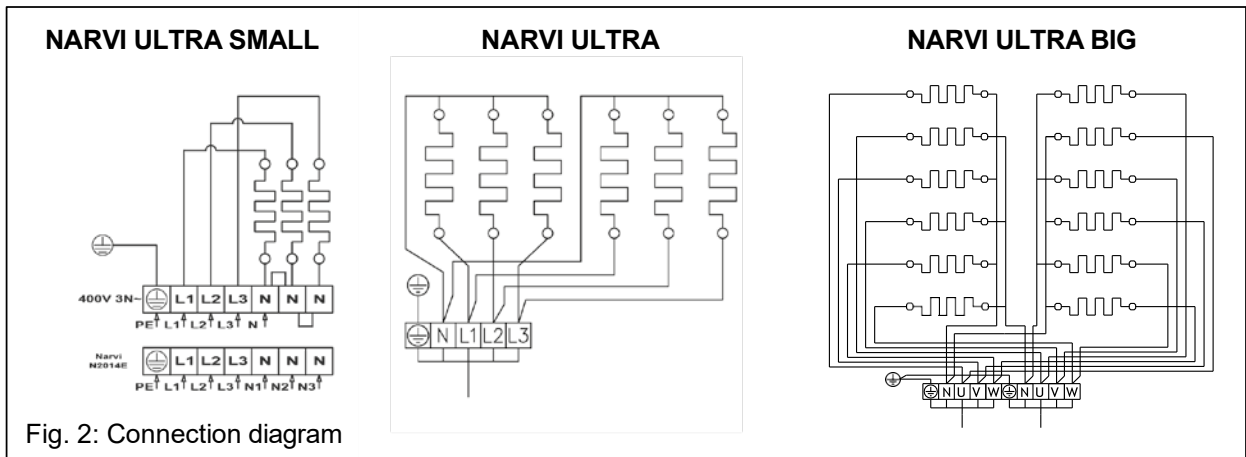 NARVI ULTRA SMALL
400V 3N~ L1 L2 L3 N N N
PE L1 L2 L3 N
Narvi
N2014E
L1 L2 L3 N N N
PE L1 L2 L3 N1 N2 N3
NARVI ULTRA
N L1 L2 L3
NARVI ULTRA BIG
N U V W N U V W
Fig. 2: Connection diagram